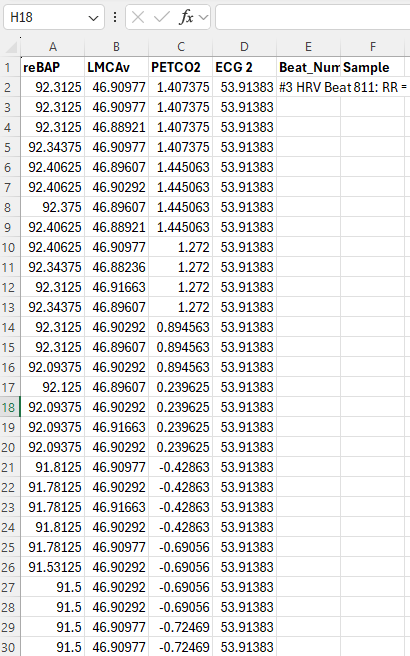 H18 fx
A B C D E F
1 reBAP LMCAv PETCO2 ECG 2 Beat_Num Sample
2 92.3125 46.90977 1.407375 53.91383 #3 HRV Beat 811: RR =
3 92.3125 46.90977 1.407375 53.91383
4 92.3125 46.88921 1.407375 53.91383
5 92.34375 46.90977 1.407375 53.91383
6 92.40625 46.89607 1.445063 53.91383
7 92.40625 46.90292 1.445063 53.91383
8 92.375 46.89607 1.445063 53.91383
9 92.40625 46.88921 1.445063 53.91383
10 92.40625 46.90977 1.272 53.91383
11 92.34375 46.88236 1.272 53.91383
12 92.3125 46.91663 1.272 53.91383
13 92.34375 46.89607 1.272 53.91383
14 92.3125 46.90292 0.894563 53.91383
15 92.3125 46.89607 0.894563 53.91383
16 92.09375 46.90292 0.894563 53.91383
17 92.125 46.89607 0.239625 53.91383
18 92.09375 46.90292 0.239625 53.91383
19 92.09375 46.91663 0.239625 53.91383
20 92.09375 46.90292 0.239625 53.91383
21 91.8125 46.90977 -0.42863 53.91383
22 91.78125 46.90292 -0.42863 53.91383
23 91.78125 46.91663 -0.42863 53.91383
24 91.8125 46.90292 -0.42863 53.91383
25 91.78125 46.90977 -0.69056 53.91383
26 91.53125 46.90292 -0.69056 53.91383
27 91.5 46.90292 -0.69056 53.91383
28 91.5 46.90292 -0.69056 53.91383
29 91.5 46.90977 -0.72469 53.91383
30 91.5 46.90977 -0.72469 53.91383